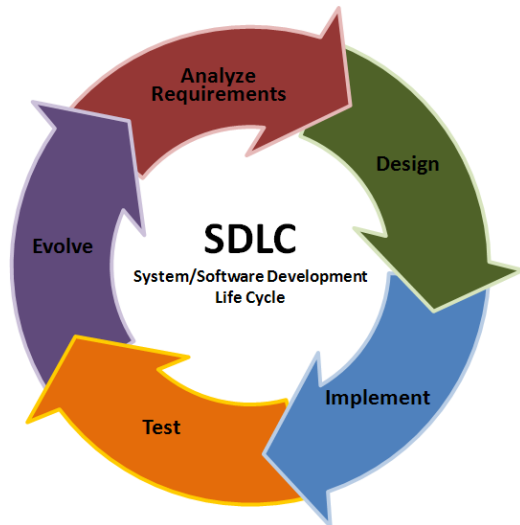 Analyze
Requirements
Design
SDLC
System/Software Development
Life Cycle
Evolve
Implement
Test